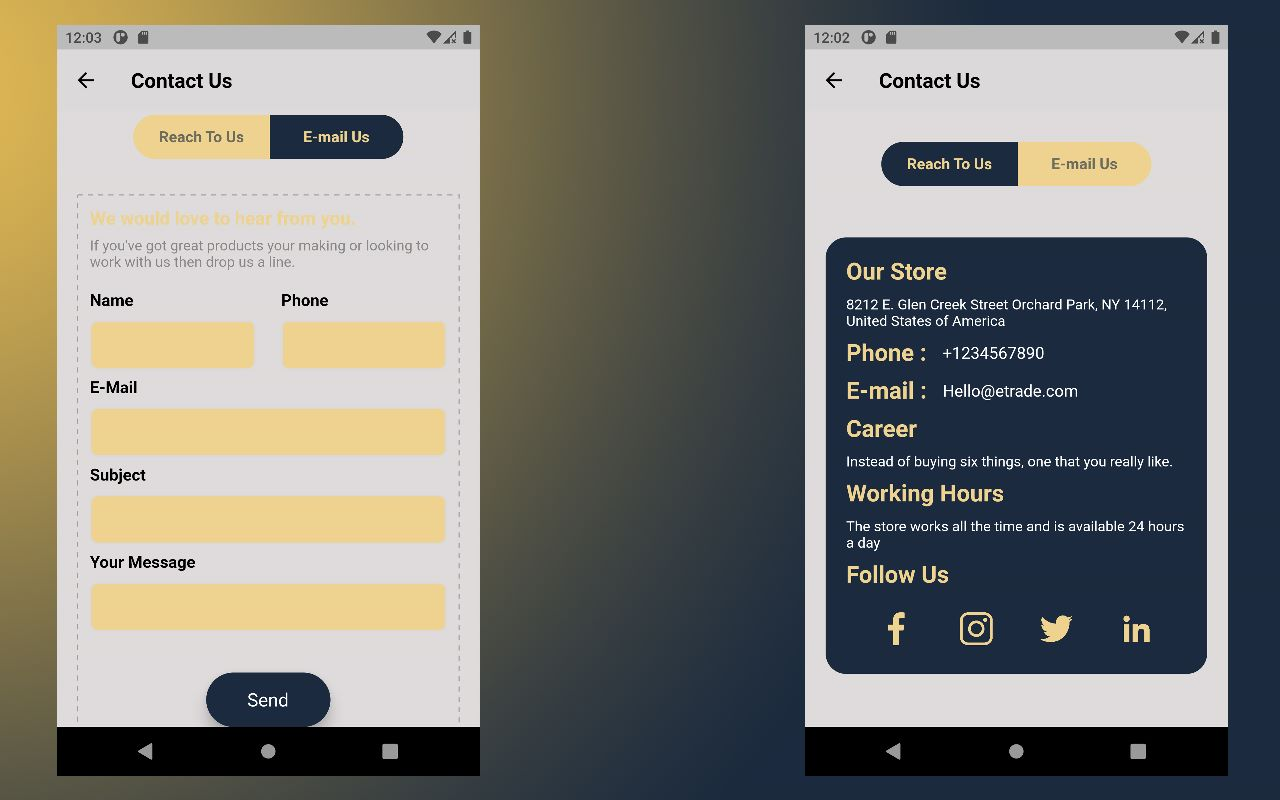 12:03
Contact Us
Reach To Us
E-mail Us
We would love to hear from you.
If you've got great products your making or looking to
work with us then drop us a line.
Name
Phone
E-Mail
Subject
Your Message
Send
12:02
Contact Us
Reach To Us
E-mail Us
Our Store
8212 E. Glen Creek Street Orchard Park, NY 14112,
United States of America
Phone : +1234567890
E-mail : Hello@etrade.com
Career
Instead of buying six things, one that you really like.
Working Hours
The store works all the time and is available 24 hours
a day
Follow Us